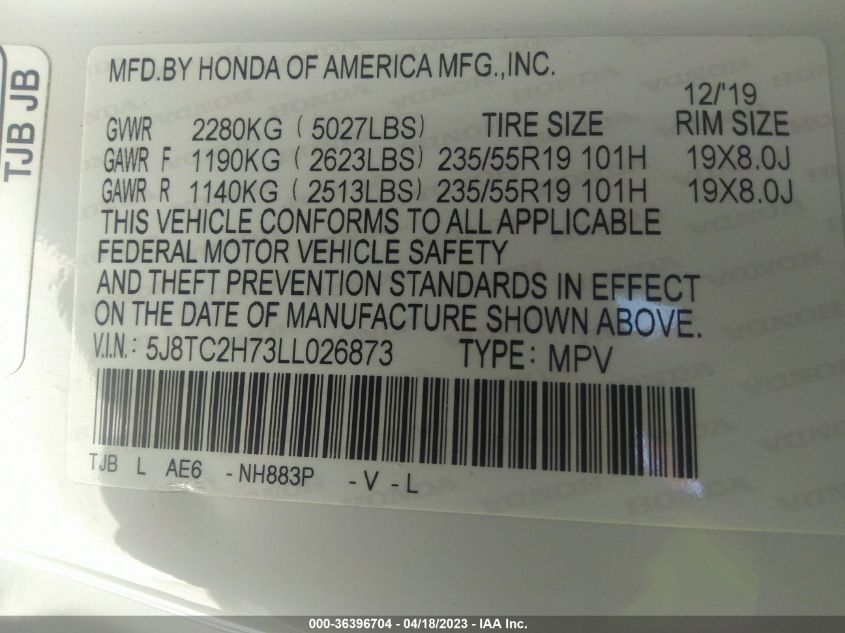 TJB JB
MFD.BY HONDA OF AMERICA MFG.,INC.
12/'19
GVWR 2280KG (5027LBS) TIRE SIZE RIM SIZE
GAWR F 1190KG (2623LBS) 235/55R19 101H 19X8.0J
GAWR R 1140KG (2513LBS) 235/55R19 101H 19X8.0J
THIS VEHICLE CONFORMS TO ALL APPLICABLE
FEDERAL MOTOR VEHICLE SAFETY
AND THEFT PREVENTION STANDARDS IN EFFECT
ON THE DATE OF MANUFACTURE SHOWN ABOVE.
V.I.N.: 5J8TC2H73LL026873 TYPE: MPV
TJB L AE6 -NH883P -V-L
000-36396704 - 04/18/2023 - IAA Inc.